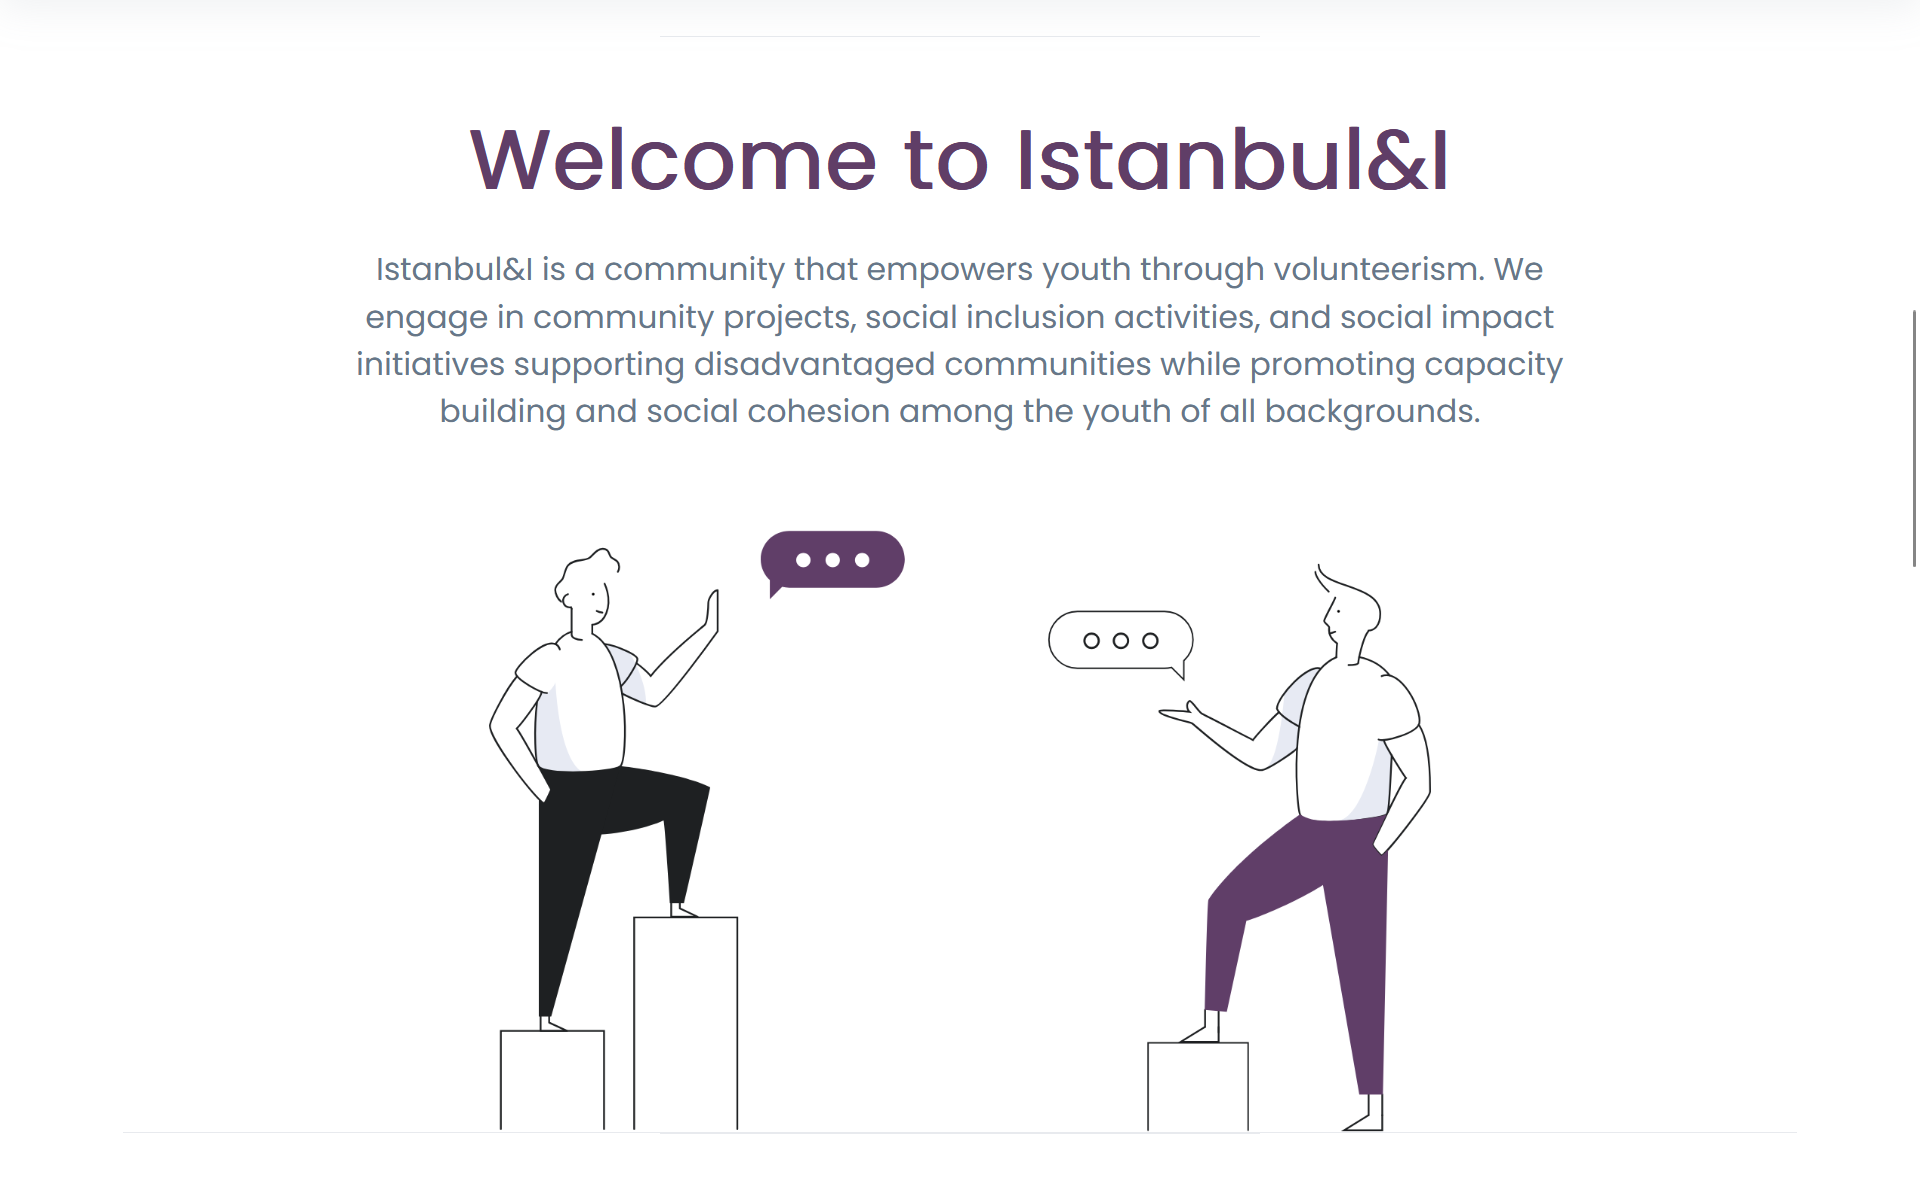 Welcome to Istanbul&I
Istanbul&I is a community that empowers youth through volunteerism. We
engage in community projects, social inclusion activities, and social impact
initiatives supporting disadvantaged communities while promoting capacity
building and social cohesion among the youth of all backgrounds.